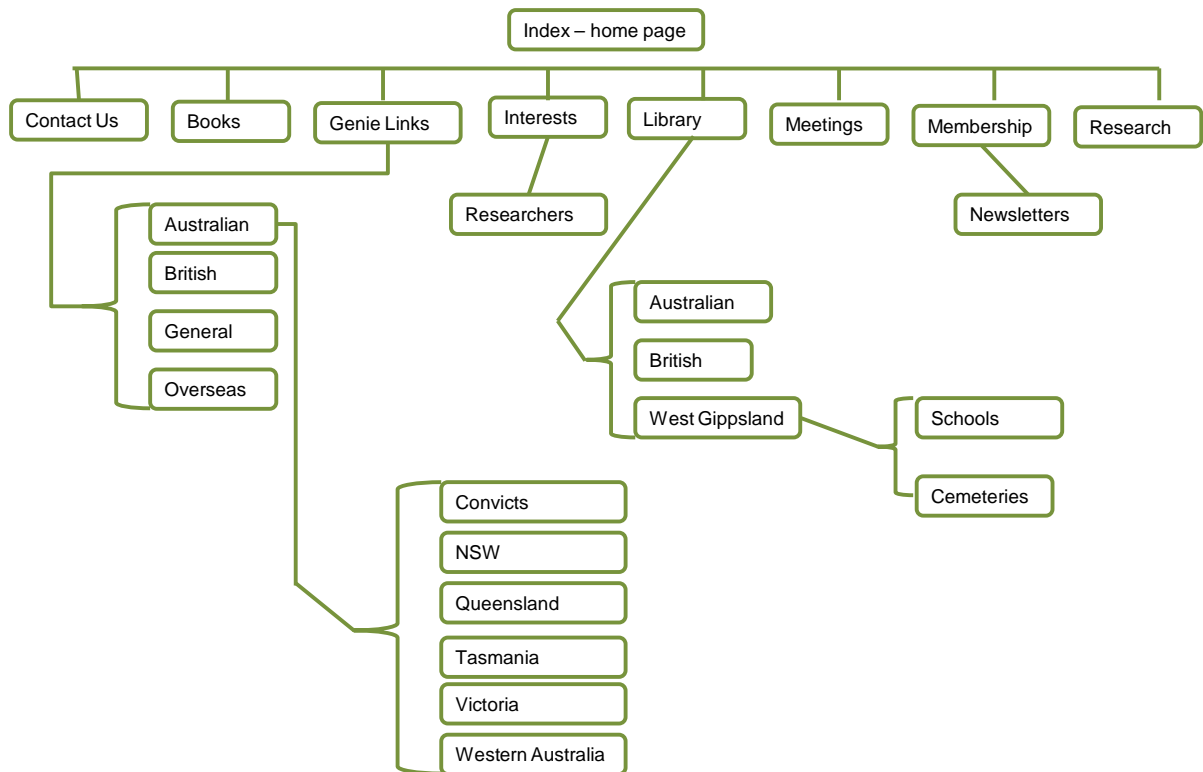 Index – home page
Contact Us
Books
Genie Links
Interests
Library
Meetings
Membership
Research
Researchers
Newsletters
Australian
British
General
Overseas
Australian
British
West Gippsland
Schools
Cemeteries
Convicts
NSW
Queensland
Tasmania
Victoria
Western Australia